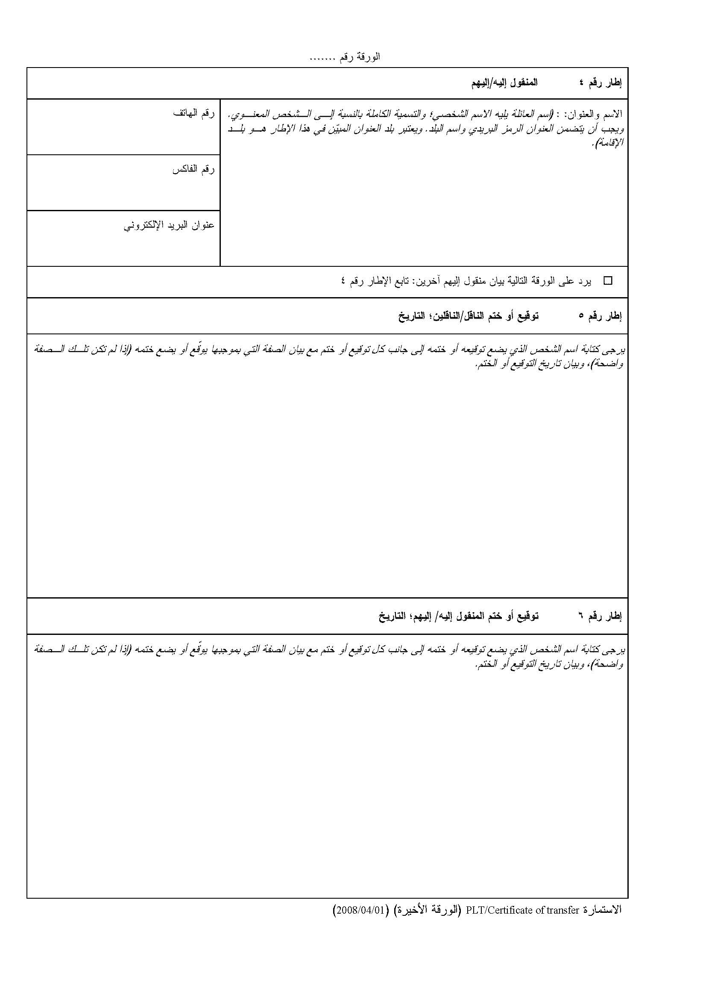 الورقة رقم .......
إطار رقم ٤ المنقول إليه/إليهم
الاسم والعنوان: : (اسم العائلة يليه الاسم الشخصي؛ والتسمية الكاملة بالنسبة إلى الشخص المعنوي.
ويجب أن يتضمن العنوان الرمز البريدي واسم البلد. ويعتبر بلد العنوان المبيّن في هذا الإطار هو بلد
الإقامة).
رقم الهاتف
رقم الفاكس
عنوان البريد الإلكتروني
☐ يرد على الورقة التالية بيان منقول إليهم آخرين: تابع الإطار رقم ٤
إطار رقم ٥ توقيع أو ختم الناقل/الناقلين؛ التاريخ
يرجى كتابة اسم الشخص الذي يضع توقيعه أو ختمه إلى جانب كل توقيع أو ختم مع بيان الصفة التي بموجبها يوقّع أو يضع ختمه (إذا لم تكن تلك الصفة
واضحة)، وبيان تاريخ التوقيع أو الختم.
إطار رقم ٦ توقيع أو ختم المنقول إليه/ إليهم؛ التاريخ
يرجى كتابة اسم الشخص الذي يضع توقيعه أو ختمه إلى جانب كل توقيع أو ختم مع بيان الصفة التي بموجبها يوقّع أو يضع ختمه (إذا لم تكن تلك الصفة
واضحة)، وبيان تاريخ التوقيع أو الختم.
الاستمارة PLT/Certificate of transfer (الورقة الأخيرة) (2008/04/01)